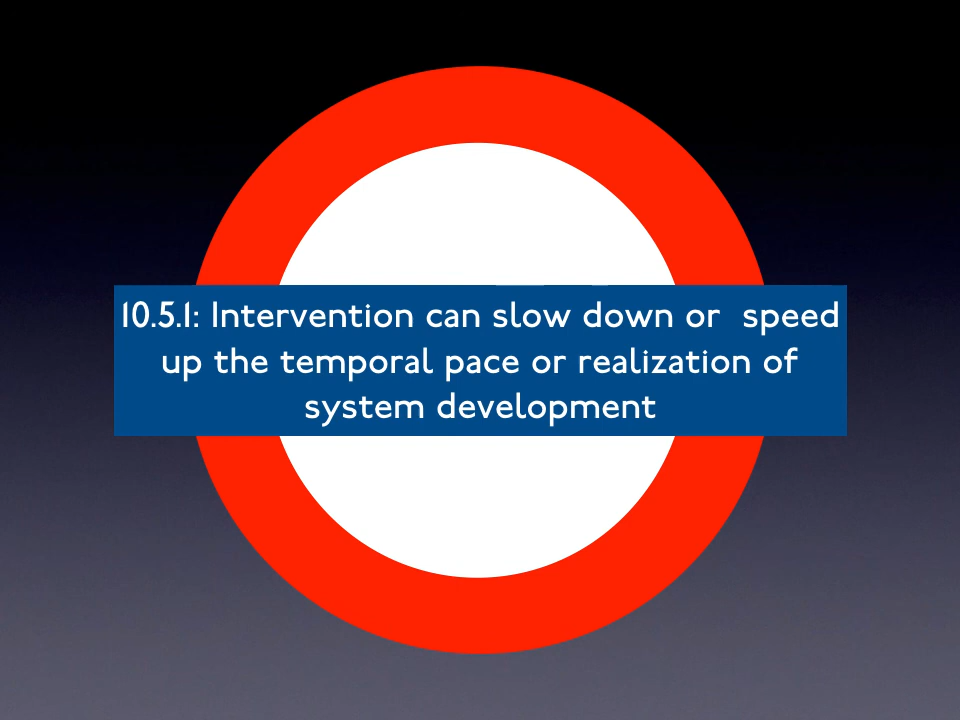 10.5.1: Intervention can slow down or  speed
up the temporal pace or realization of
system development